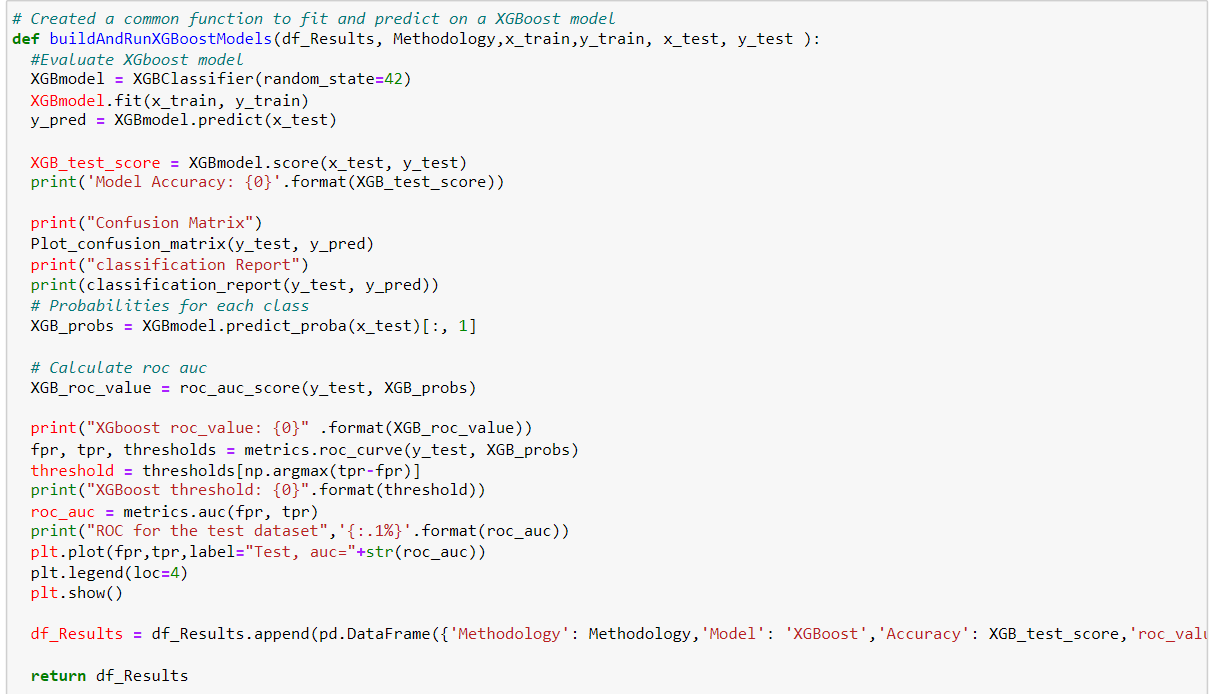 # Created a common function to fit and predict on a XGBoost model
def buildAndRunXGBoostModels(df_Results, Methodology,x_train,y_train, x_test, y_test ):
  #Evaluate XGboost model
  XGBmodel = XGBClassifier(random_state=42)
  XGBmodel.fit(x_train, y_train)
  y_pred = XGBmodel.predict(x_test)
  XGB_test_score = XGBmodel.score(x_test, y_test)
  print('Model Accuracy: {0}'.format(XGB_test_score))
  print("Confusion Matrix")
  Plot_confusion_matrix(y_test, y_pred)
  print("classification Report")
  print(classification_report(y_test, y_pred))
  # Probabilities for each class
  XGB_probs = XGBmodel.predict_proba(x_test)[:, 1]
  # Calculate roc auc
  XGB_roc_value = roc_auc_score(y_test, XGB_probs)
  print("XGboost roc_value: {0}" .format(XGB_roc_value))
  fpr, tpr, thresholds = metrics.roc_curve(y_test, XGB_probs)
  threshold = thresholds[np.argmax(tpr-fpr)]
  print("XGBoost threshold: {0}".format(threshold))
  roc_auc = metrics.auc(fpr, tpr)
  print("ROC for the test dataset",'{:.1%}'.format(roc_auc))
  plt.plot(fpr,tpr,label="Test, auc="+str(roc_auc))
  plt.legend(loc=4)
  plt.show()
  df_Results = df_Results.append(pd.DataFrame({'Methodology': Methodology,'Model': 'XGBoost','Accuracy': XGB_test_score,'roc_valu
  return df_Results